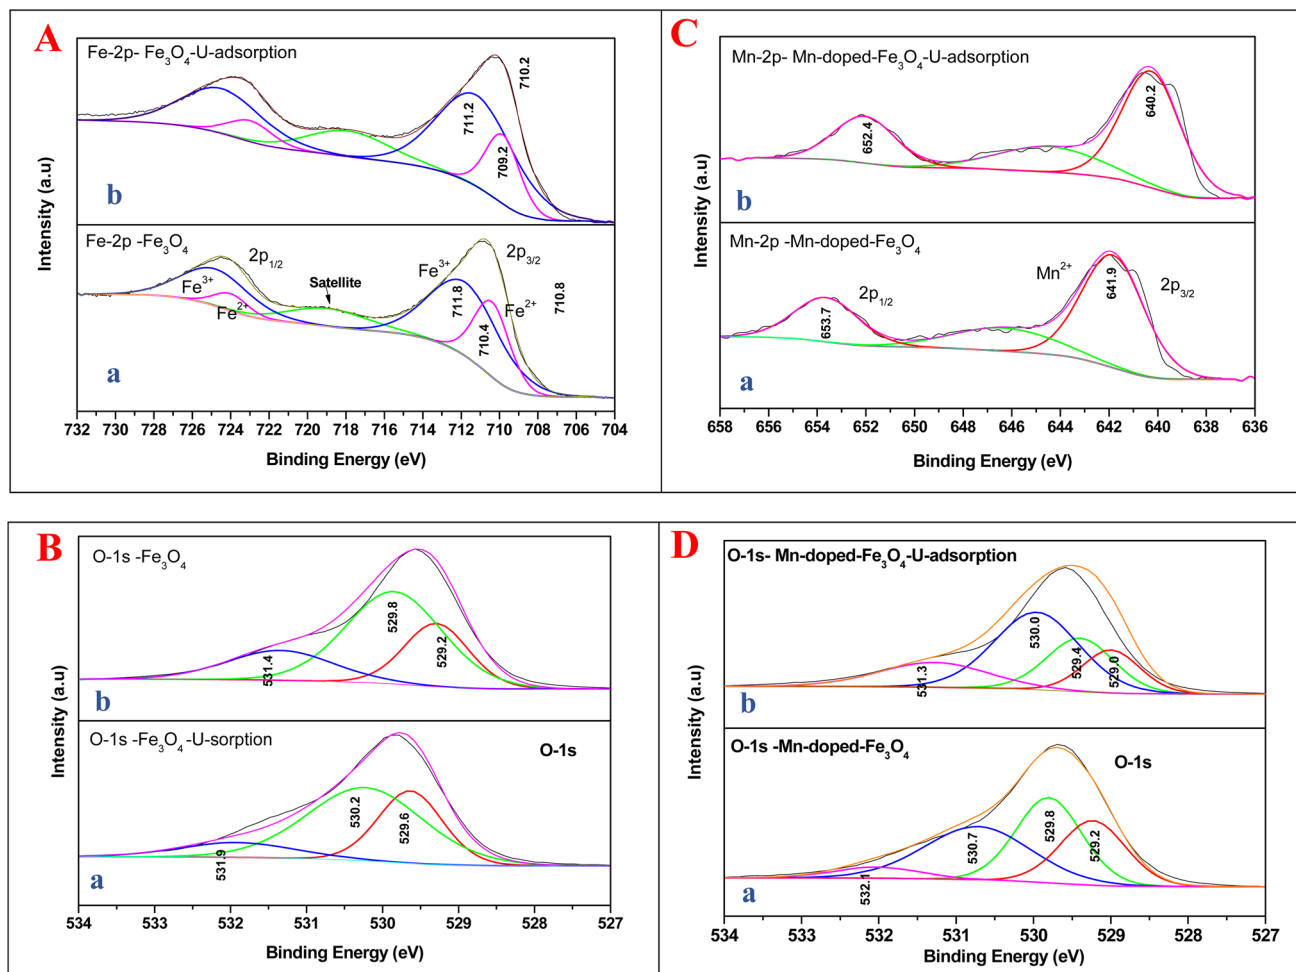 A
Fe-2p- Fe₃O₄-U-adsorption
710.2
711.2
709.2
b
Fe-2p -Fe₃O₄
2p₁/₂
Fe³⁺
Fe²⁺
Satellite
Fe³⁺
2p₃/₂
Fe²⁺
711.8
710.4
710.8
a
Intensity (a.u)
732 730 728 726 724 722 720 718 716 714 712 710 708 706 704
Binding Energy (eV)
C
Mn-2p- Mn-doped-Fe₃O₄-U-adsorption
652.4
640.2
b
Mn-2p -Mn-doped-Fe₃O₄
2p₁/₂
653.7
Mn²⁺
641.9
2p₃/₂
a
Intensity (a.u)
658 656 654 652 650 648 646 644 642 640 638 636
Binding Energy (eV)
B
O-1s -Fe₃O₄
531.4
529.8
529.2
b
O-1s -Fe₃O₄-U-sorption
O-1s
531.9
530.2
529.6
a
Intensity (a.u)
534 533 532 531 530 529 528 527
Binding Energy (eV)
D
O-1s- Mn-doped-Fe₃O₄-U-adsorption
531.3
530.0
529.4
529.0
b
O-1s -Mn-doped-Fe₃O₄
O-1s
532.1
530.7
529.8
529.2
a
Intensity (a.u)
534 533 532 531 530 529 528 527
Binding Energy (eV)